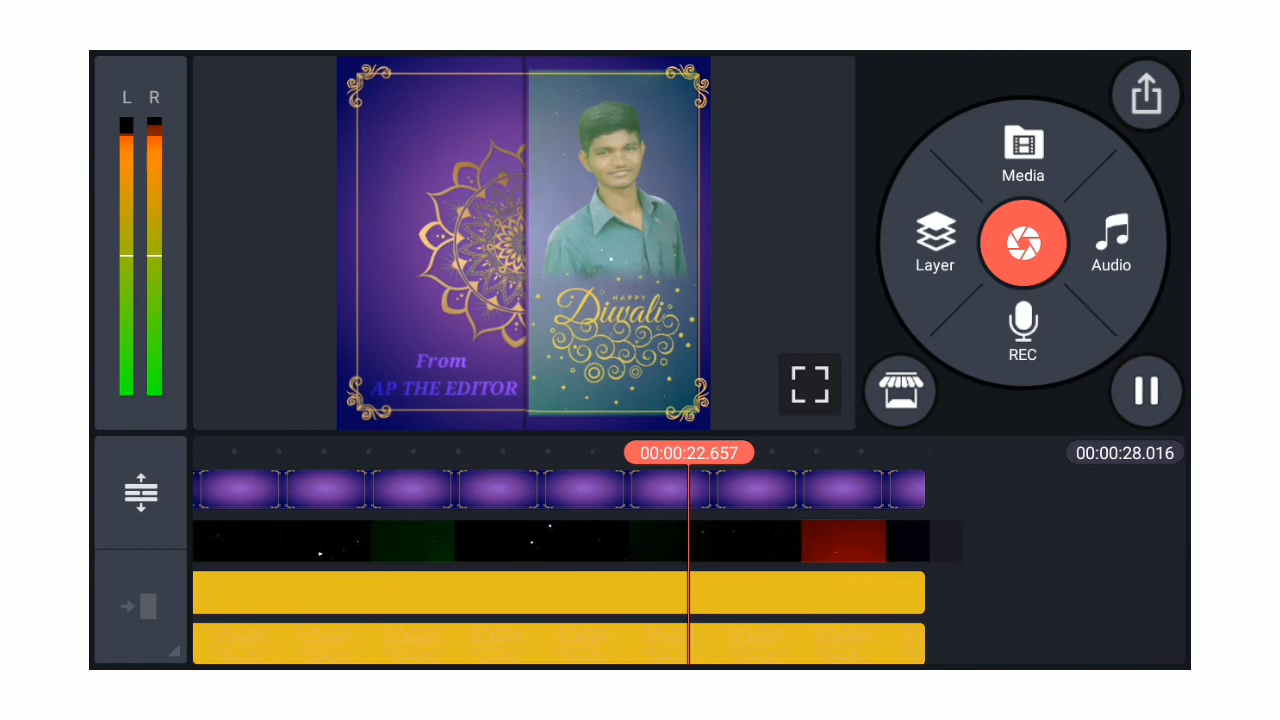 L R
HAPPY
Diwali
From
AP THE EDITOR
Media
Layer
Audio
REC
00:00:22.657
00:00:28.016